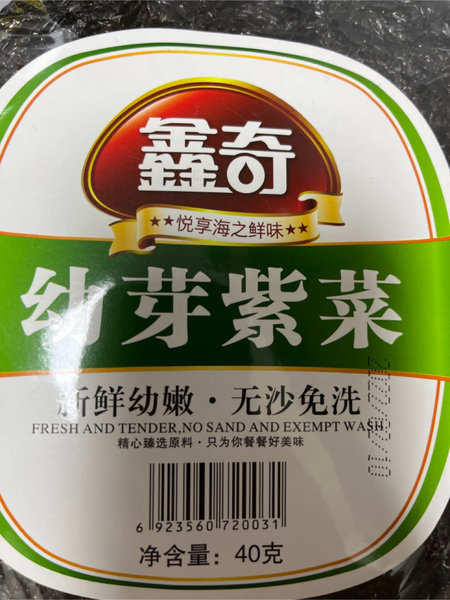 鑫奇
★★悦享海之鲜味★★
幼芽紫菜
新鲜幼嫩·无沙免洗
FRESH AND TENDER,NO SAND AND EXEMPT WASH
精心臻选原料·只为你餐餐好美味
6 923560 720031
净含量：40克